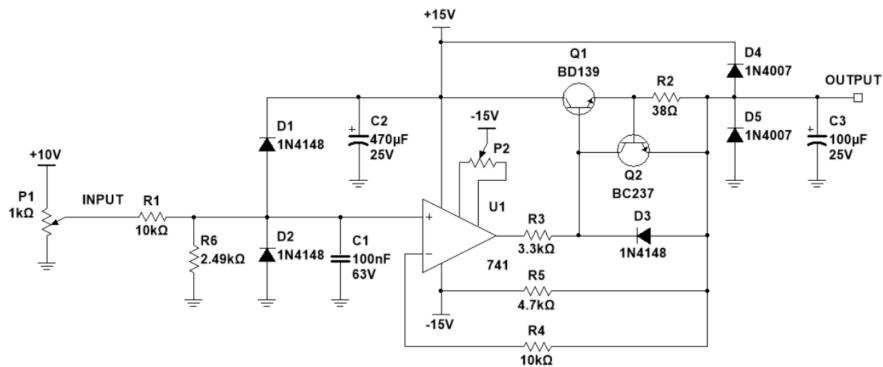 +15V
Q1
BD139
D4
1N4007
R2
38Ω
OUTPUT
D1
1N4148
+
C2
470µF
25V
-15V
P2
D5
1N4007
+
C3
100µF
25V
Q2
BC237
+10V
P1
1kΩ
INPUT
R1
10kΩ
R6
2.49kΩ
D2
1N4148
C1
100nF
63V
+
−
U1
741
R3
3.3kΩ
D3
1N4148
-15V
R5
4.7kΩ
R4
10kΩ